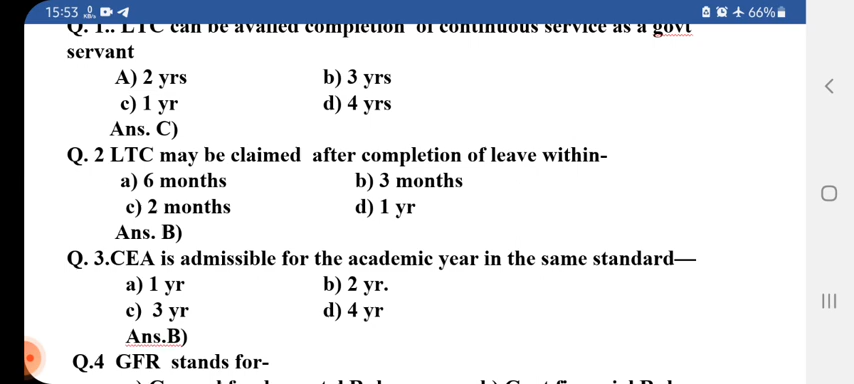 15:53 0 KB/s 66%
Q. 1.. LTC can be availed completion of continuous service as a govt
servant
A) 2 yrs b) 3 yrs
c) 1 yr d) 4 yrs
Ans. C)
Q. 2 LTC may be claimed after completion of leave within-
a) 6 months b) 3 months
c) 2 months d) 1 yr
Ans. B)
Q. 3.CEA is admissible for the academic year in the same standard—
a) 1 yr b) 2 yr.
c) 3 yr d) 4 yr
Ans.B)
Q.4 GFR stands for-